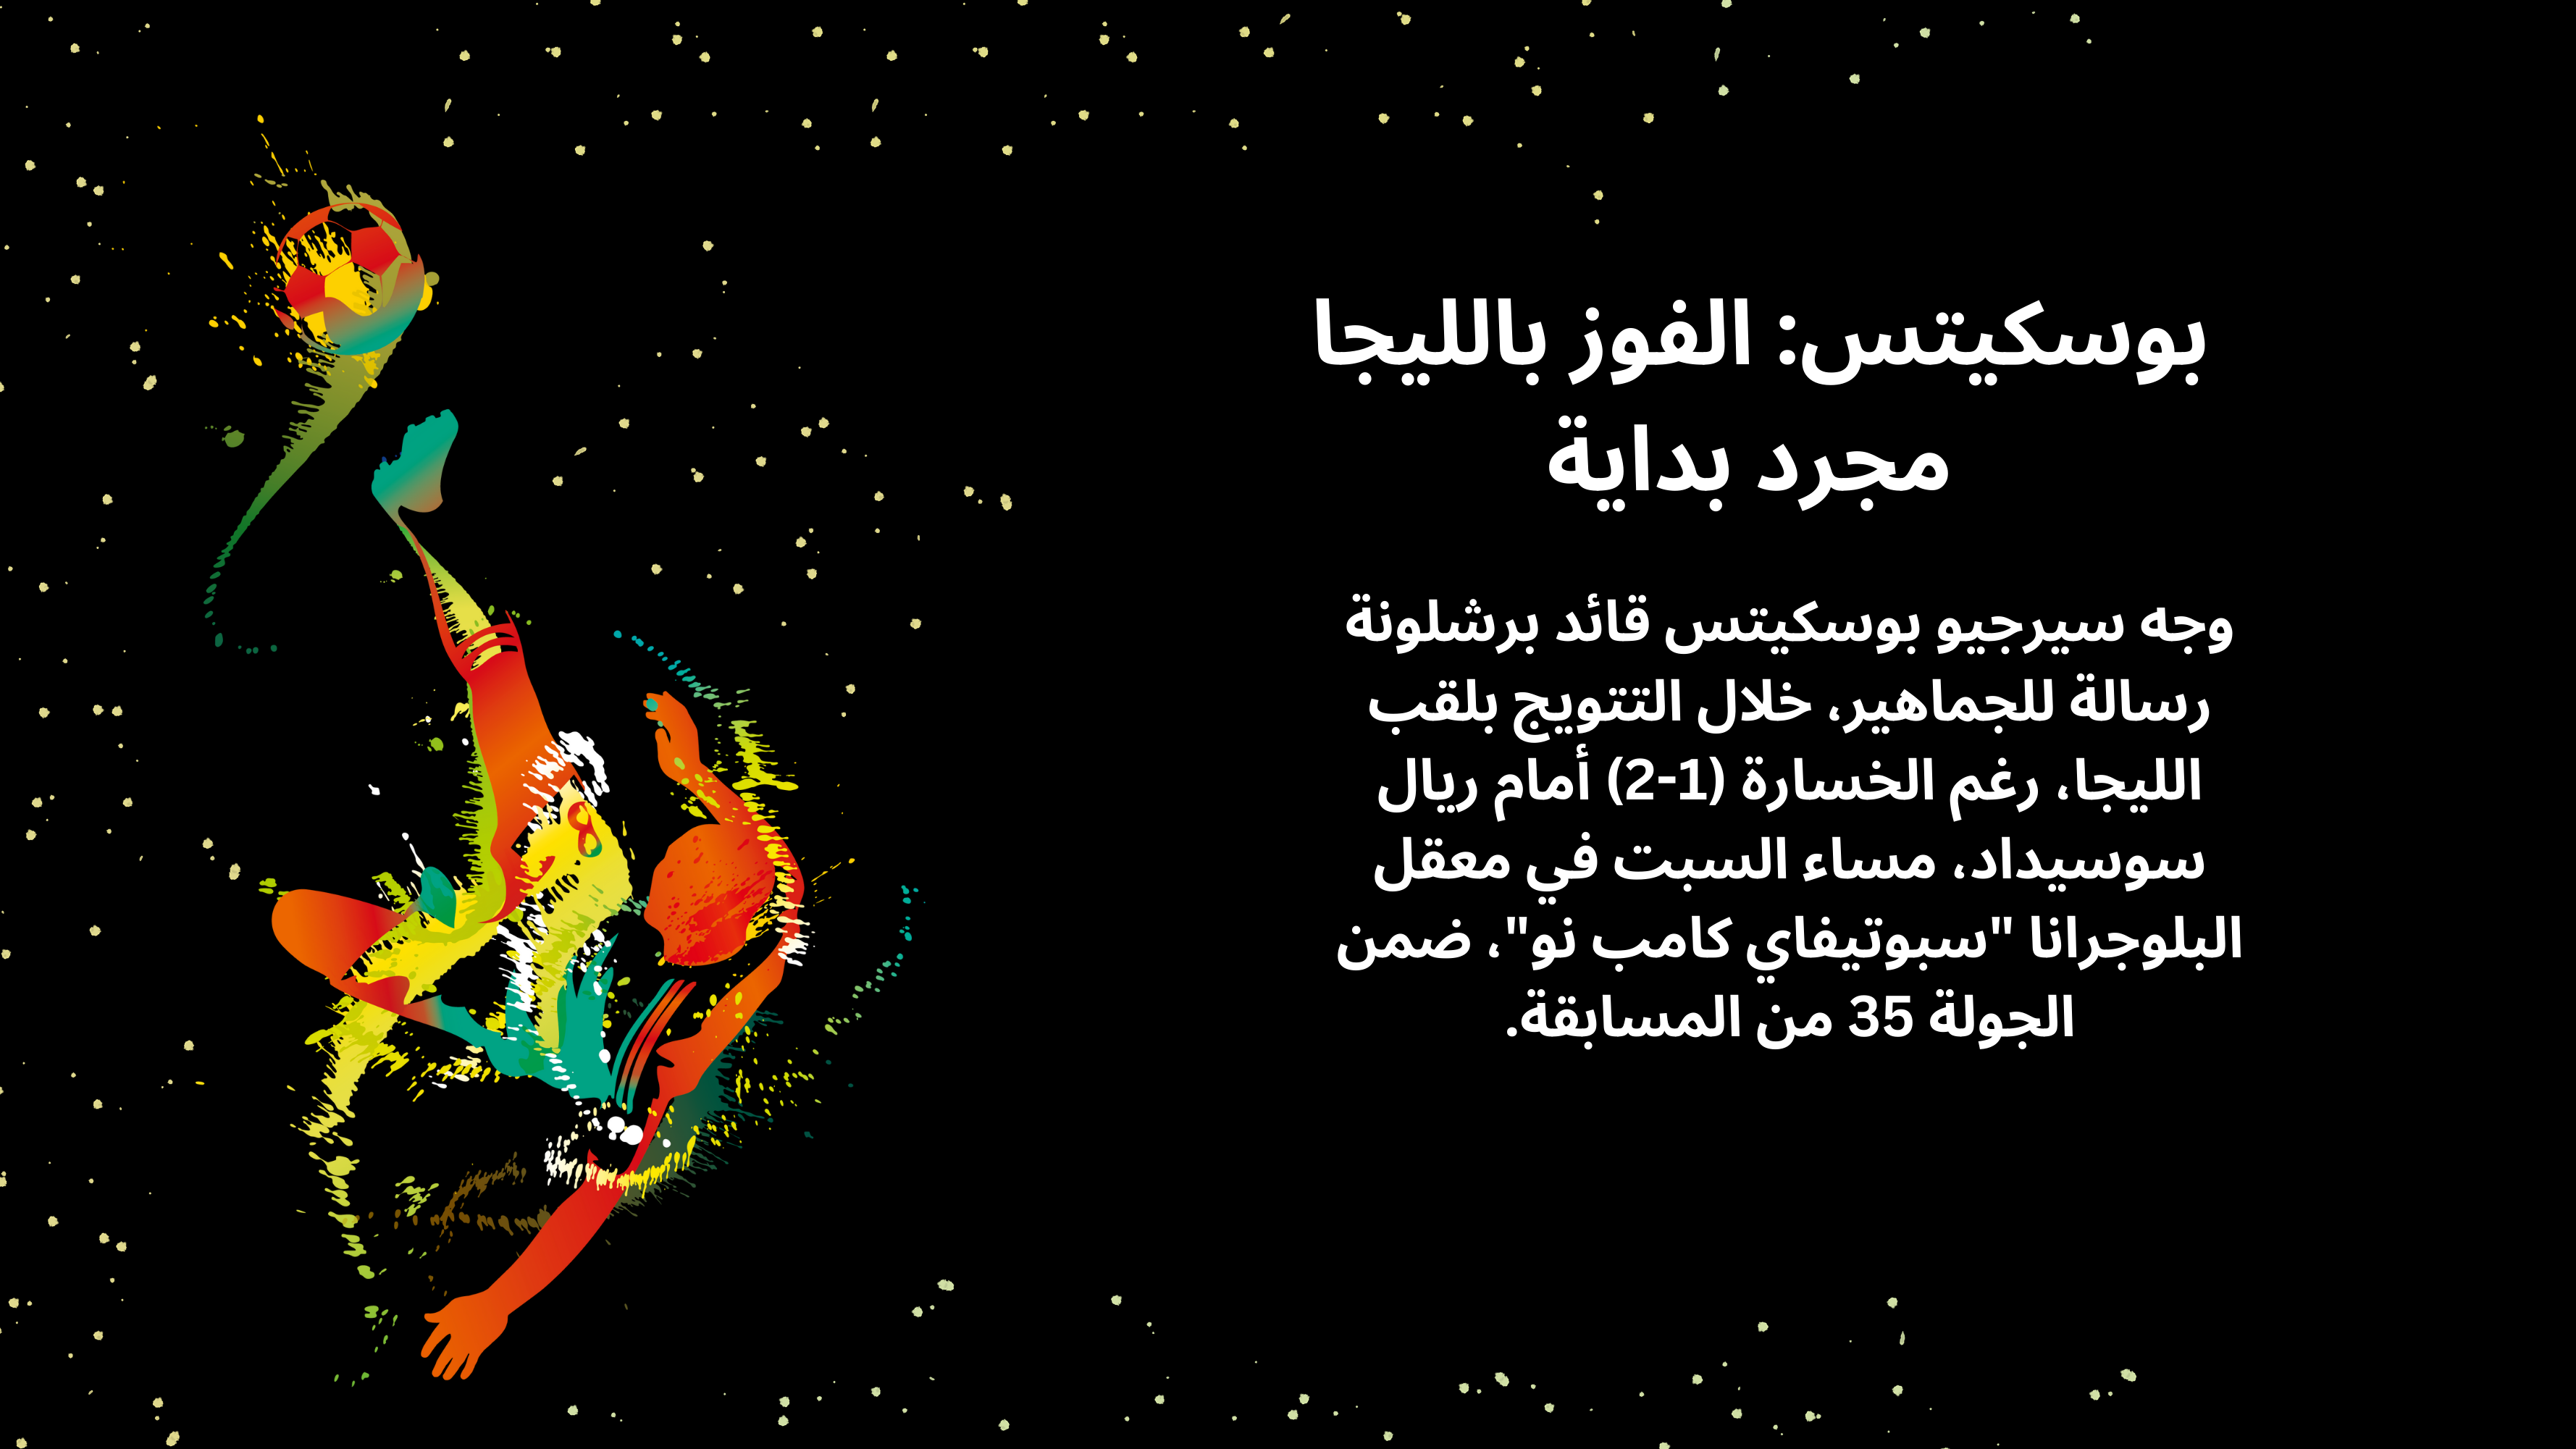 بوسكيتس: الفوز بالليجا
مجرد بداية
وجه سيرجيو بوسكيتس قائد برشلونة
رسالة للجماهير، خلال التتويج بلقب
الليجا، رغم الخسارة (1-2) أمام ريال
سوسيداد، مساء السبت في معقل
البلوجرانا "سبوتيفاي كامب نو"، ضمن
الجولة 35 من المسابقة.
8